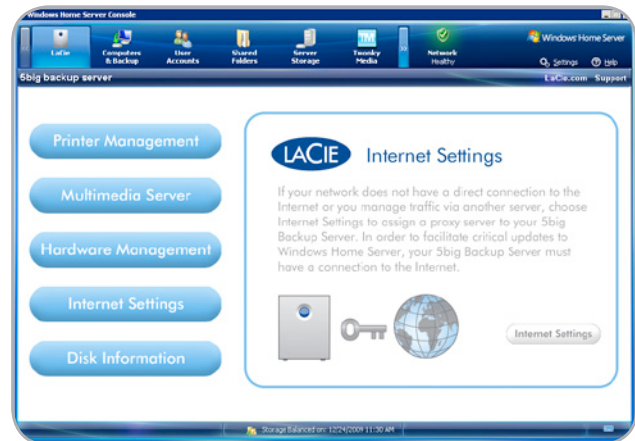 Windows Home Server Console
LaCie
Computers & Backup
User Accounts
Shared Folders
Server Storage
Twonky Media
Network Healthy
Windows Home Server
Settings
Help
5big backup server
LaCie.com Support
Printer Management
Multimedia Server
Hardware Management
Internet Settings
Disk Information
LACIE Internet Settings
If your network does not have a direct connection to the
Internet or you manage traffic via another server, choose
Internet Settings to assign a proxy server to your 5big
Backup Server. In order to facilitate critical updates to
Windows Home Server, your 5big Backup Server must
have a connection to the Internet.
Internet Settings
Storage Balanced on: 12/24/2009 11:30 AM